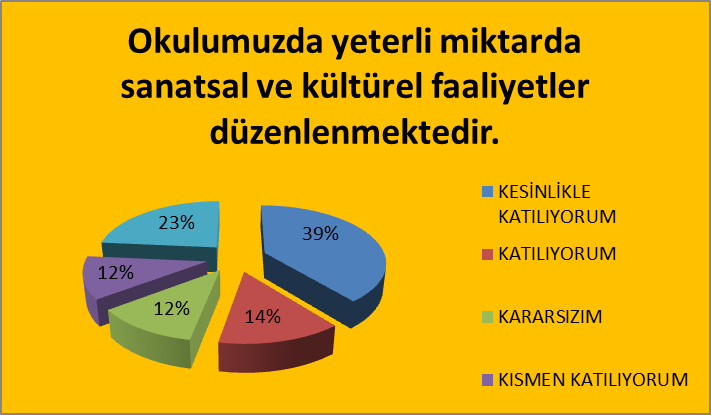 Okulumuzda yeterli miktarda
sanatsal ve kültürel faaliyetler
düzenlenmektedir.
39%
14%
12%
12%
23%
KESİNLİKLE
KATILIYORUM
KATILIYORUM
KARARSIZIM
KISMEN KATILIYORUM